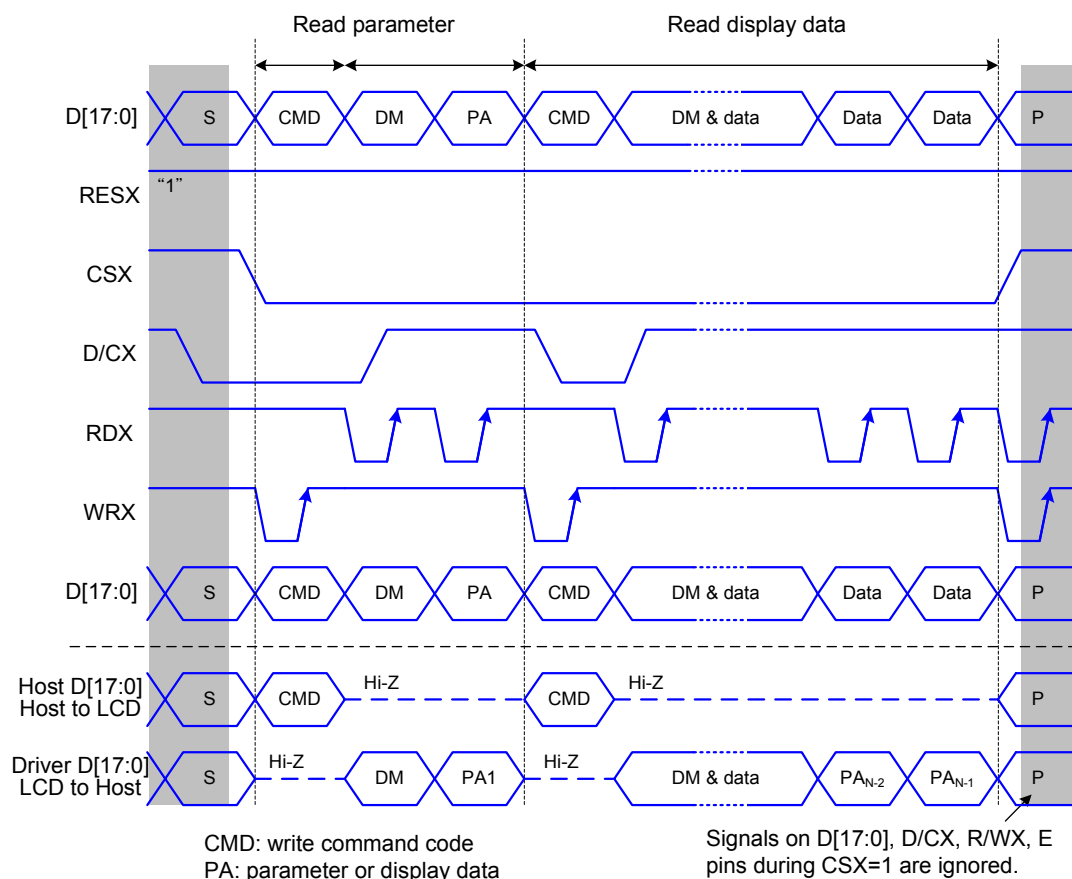 Read parameter Read display data
D[17:0] S CMD DM PA CMD DM & data Data Data P
RESX “1”
CSX
D/CX
RDX
WRX
D[17:0] S CMD DM PA CMD DM & data Data Data P
Host D[17:0]
Host to LCD S CMD Hi-Z CMD Hi-Z P
Driver D[17:0]
LCD to Host S Hi-Z DM PA1 Hi-Z DM & data PAN-2 PAN-1 P
CMD: write command code
PA: parameter or display data
Signals on D[17:0], D/CX, R/WX, E
pins during CSX=1 are ignored.